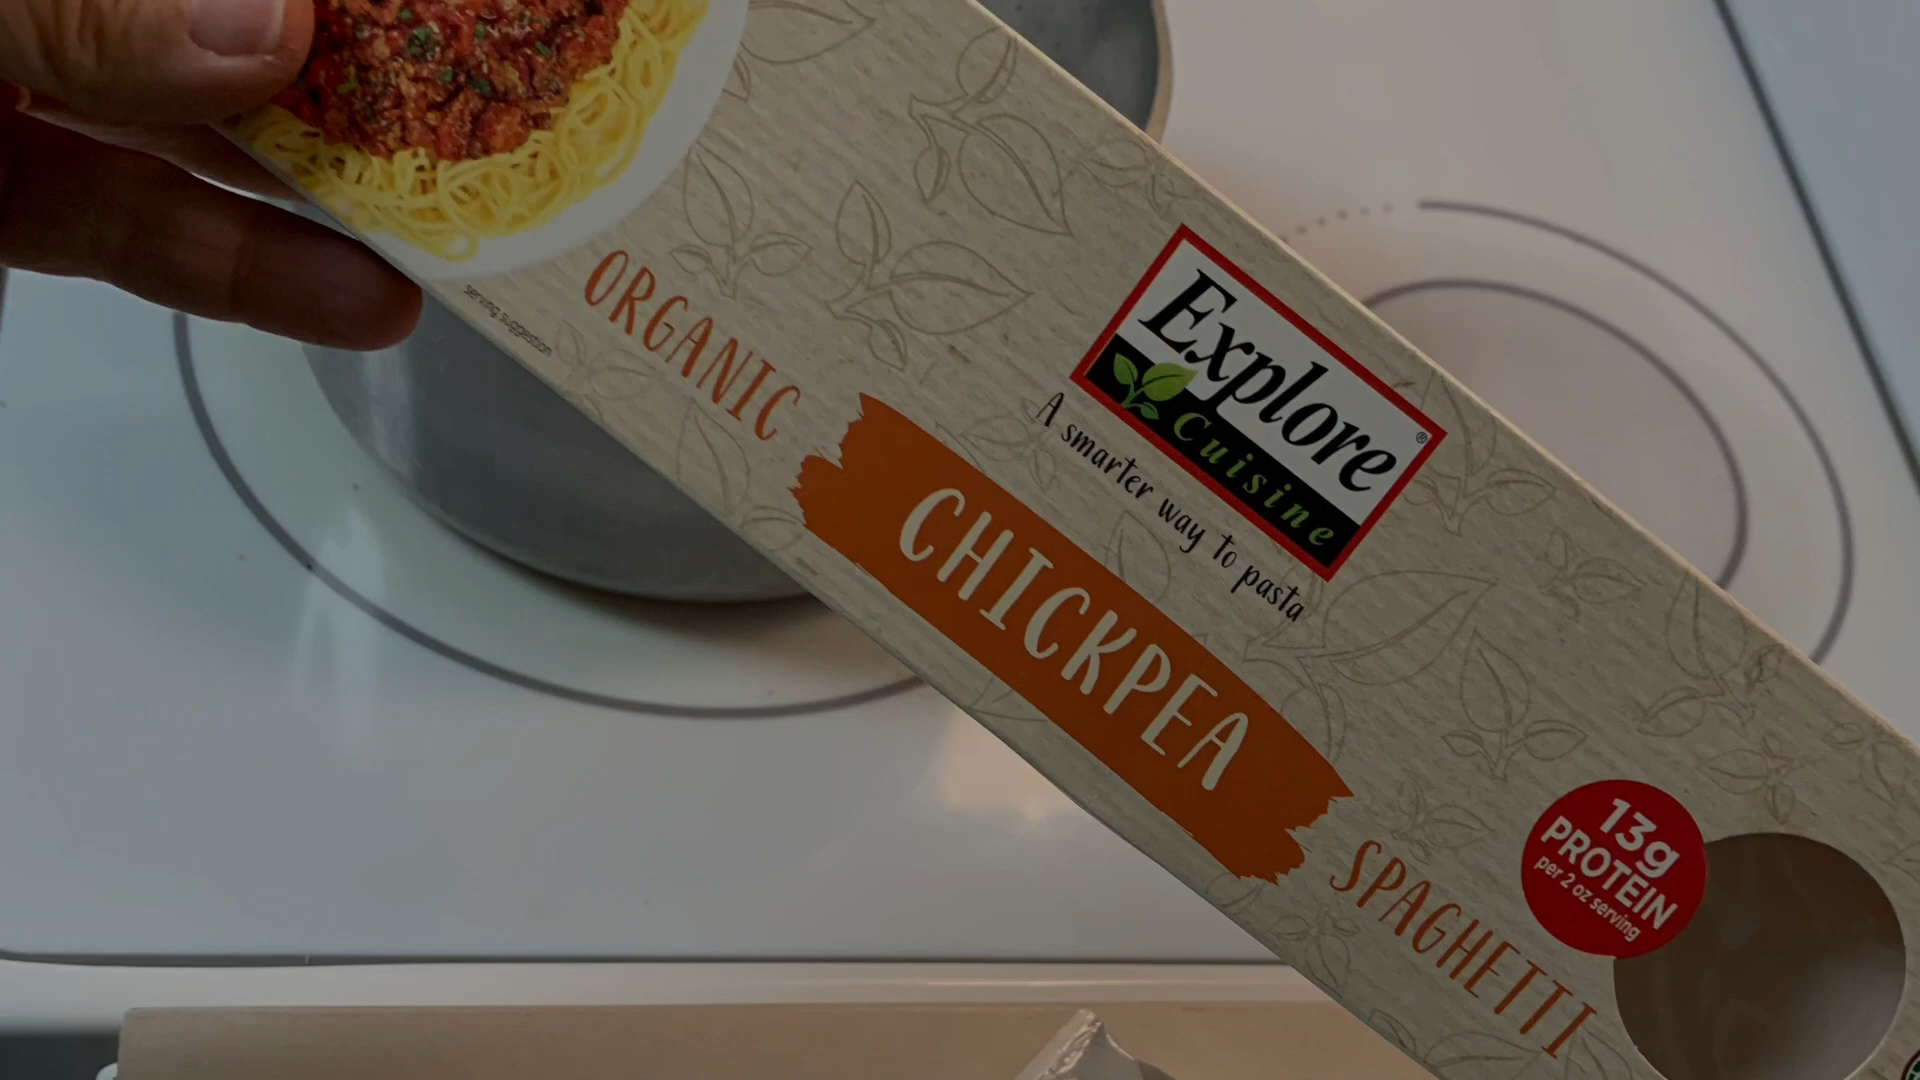 serving suggestion
ORGANIC
CHICKPEA
SPAGHETTI
Explore®
Cuisine
A smarter way to pasta
13g
PROTEIN
per 2 oz serving